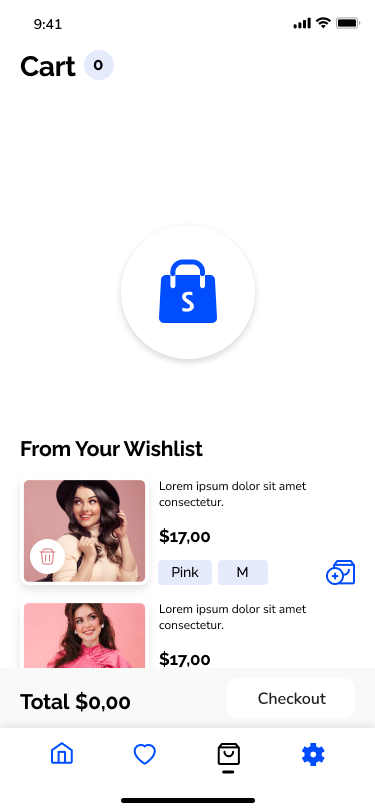 9:41
Cart 0
S
From Your Wishlist
Lorem ipsum dolor sit amet
consectetur.
$17,00
Pink M
Lorem ipsum dolor sit amet
consectetur.
$17,00
Total $0,00 Checkout